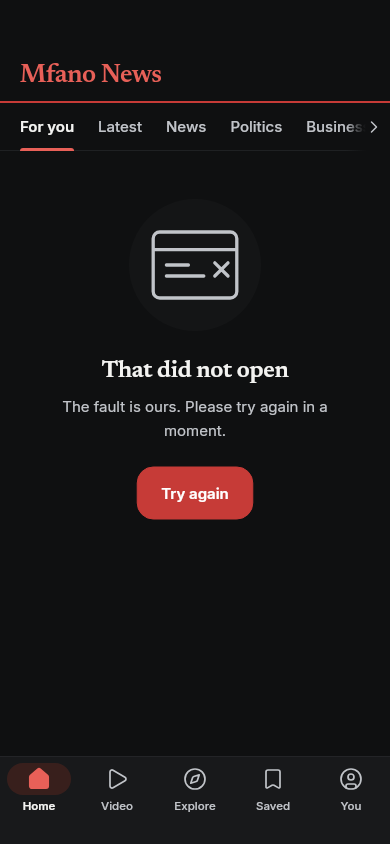 Mfano News
For you
Latest
News
Politics
Busines
That did not open
The fault is ours. Please try again in a
moment.
Try again
Home
Video
Explore
Saved
You